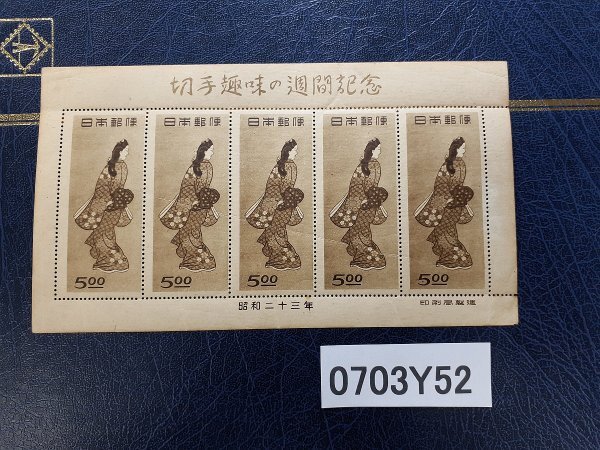 切手趣味の週間記念
日本郵便 日本郵便 日本郵便 日本郵便 日本郵便
5.00 5.00 5.00 5.00 5.00
昭和二十三年
印刷局製造
0703Y52